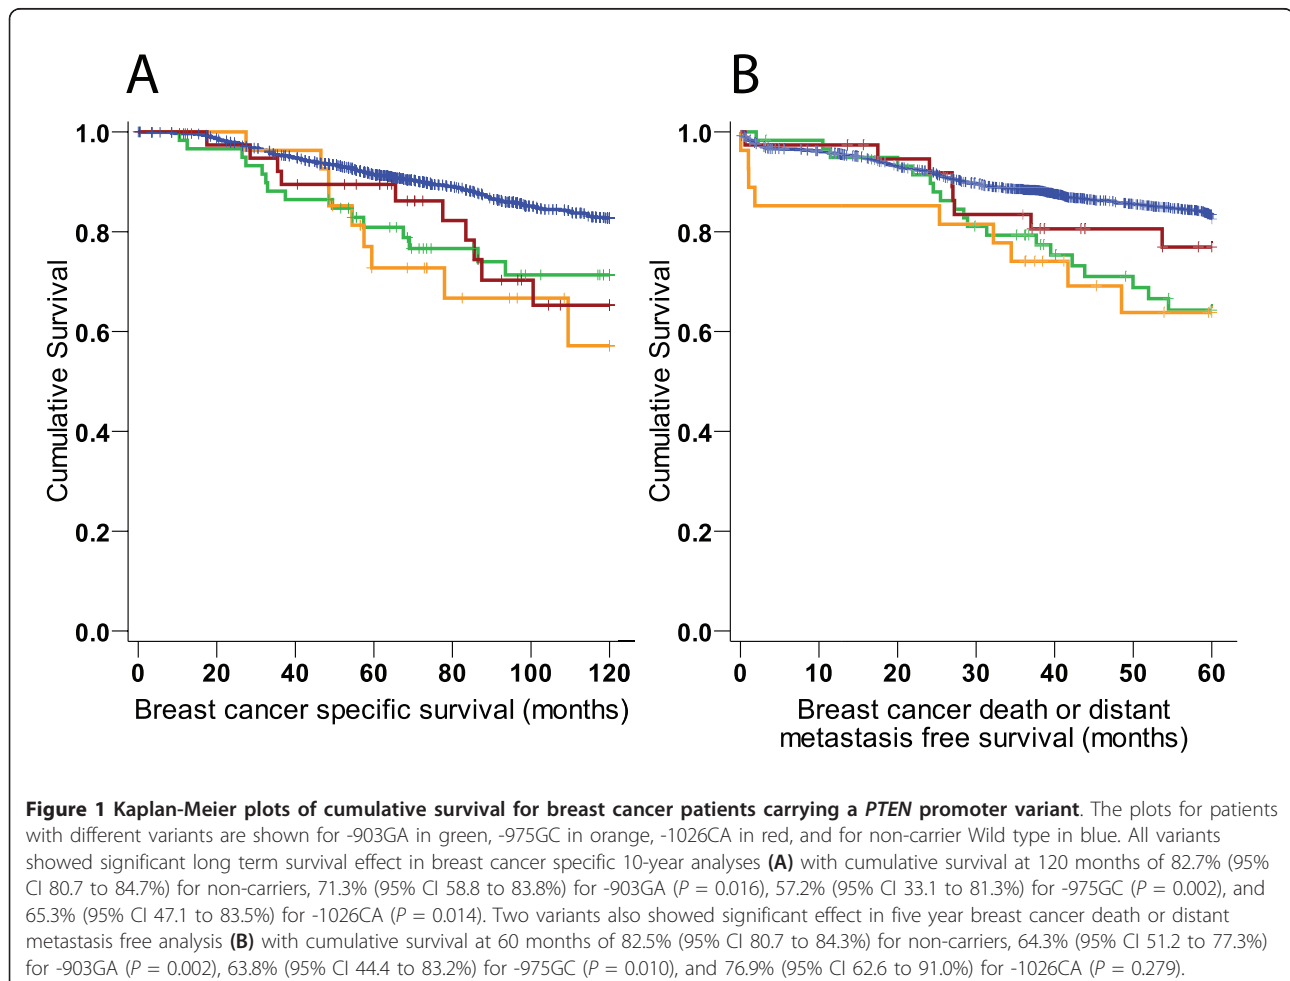 A
B
1.0
0.8
0.6
0.4
0.2
0.0
Cumulative Survival
0 20 40 60 80 100 120
Breast cancer specific survival (months)
1.0
0.8
0.6
0.4
0.2
0.0
Cumulative Survival
0 10 20 30 40 50 60
Breast cancer death or distant
metastasis free survival (months)
Figure 1 Kaplan-Meier plots of cumulative survival for breast cancer patients carrying a PTEN promoter variant. The plots for patients
with different variants are shown for -903GA in green, -975GC in orange, -1026CA in red, and for non-carrier Wild type in blue. All variants
showed significant long term survival effect in breast cancer specific 10-year analyses (A) with cumulative survival at 120 months of 82.7% (95%
CI 80.7 to 84.7%) for non-carriers, 71.3% (95% CI 58.8 to 83.8%) for -903GA (P = 0.016), 57.2% (95% CI 33.1 to 81.3%) for -975GC (P = 0.002), and
65.3% (95% CI 47.1 to 83.5%) for -1026CA (P = 0.014). Two variants also showed significant effect in five year breast cancer death or distant
metastasis free analysis (B) with cumulative survival at 60 months of 82.5% (95% CI 80.7 to 84.3%) for non-carriers, 64.3% (95% CI 51.2 to 77.3%)
for -903GA (P = 0.002), 63.8% (95% CI 44.4 to 83.2%) for -975GC (P = 0.010), and 76.9% (95% CI 62.6 to 91.0%) for -1026CA (P = 0.279).